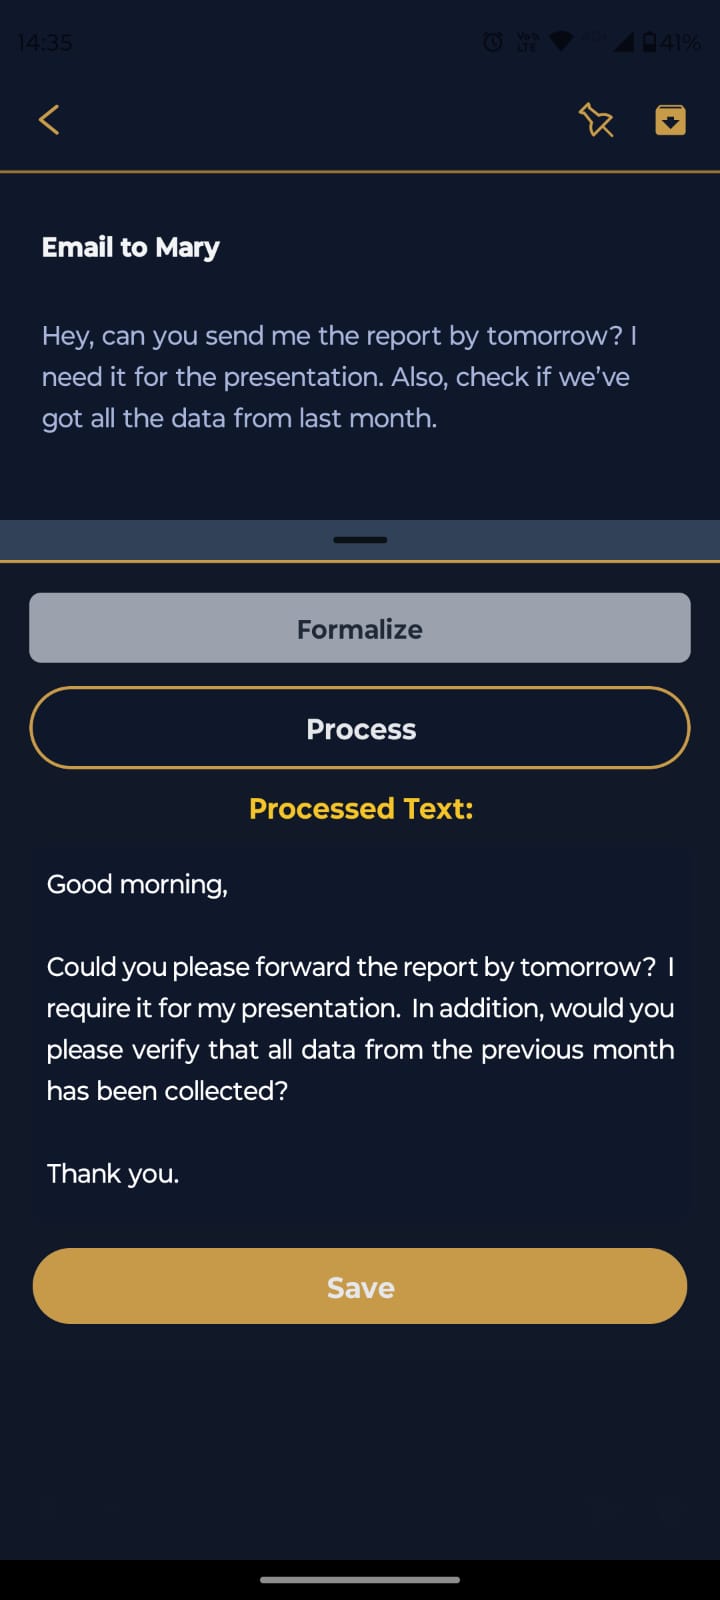 14:35
41%
Email to Mary
Hey, can you send me the report by tomorrow? I
need it for the presentation. Also, check if we’ve
got all the data from last month.
Formalize
Process
Processed Text:
Good morning,
Could you please forward the report by tomorrow? I
require it for my presentation. In addition, would you
please verify that all data from the previous month
has been collected?
Thank you.
Save